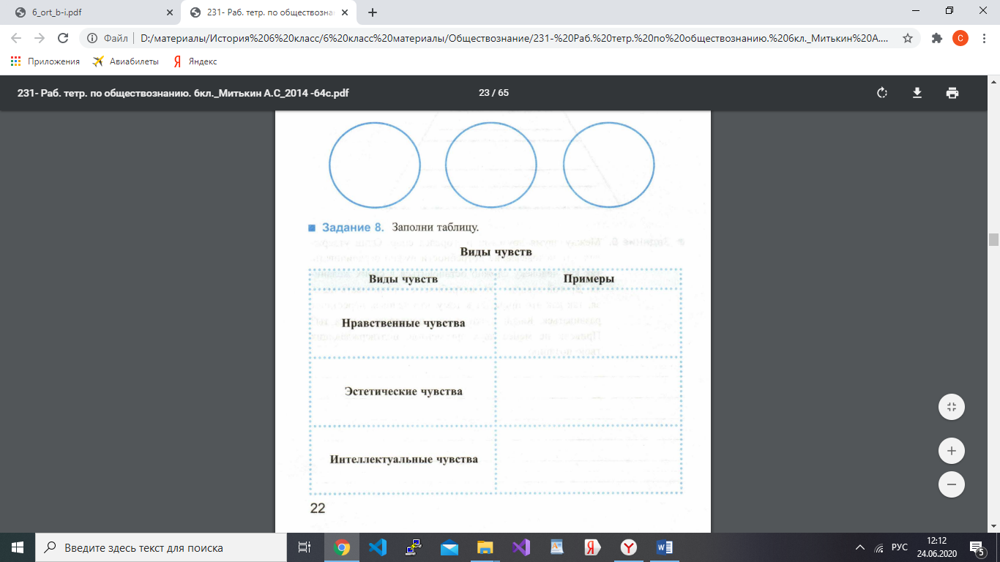 6_ort_b-i.pdf
231- Раб. тетр. по обществозна
Файл
D:/материалы/История%206%20класс/6%20класс%20материалы/Обществознание/231-%20Раб.%20тетр.%20по%20обществознанию.%206кл._Митькин%20А....
С
Приложения
Авиабилеты
Я Яндекс
231- Раб. тетр. по обществознанию. 6кл._Митькин А.С_2014 -64с.pdf
23 / 65
Задание 8. Заполни таблицу.
Виды чувств
Виды чувств Примеры
Нравственные чувства
Эстетические чувства
Интеллектуальные чувства
22
Введите здесь текст для поиска
РУС
12:12
24.06.2020
5